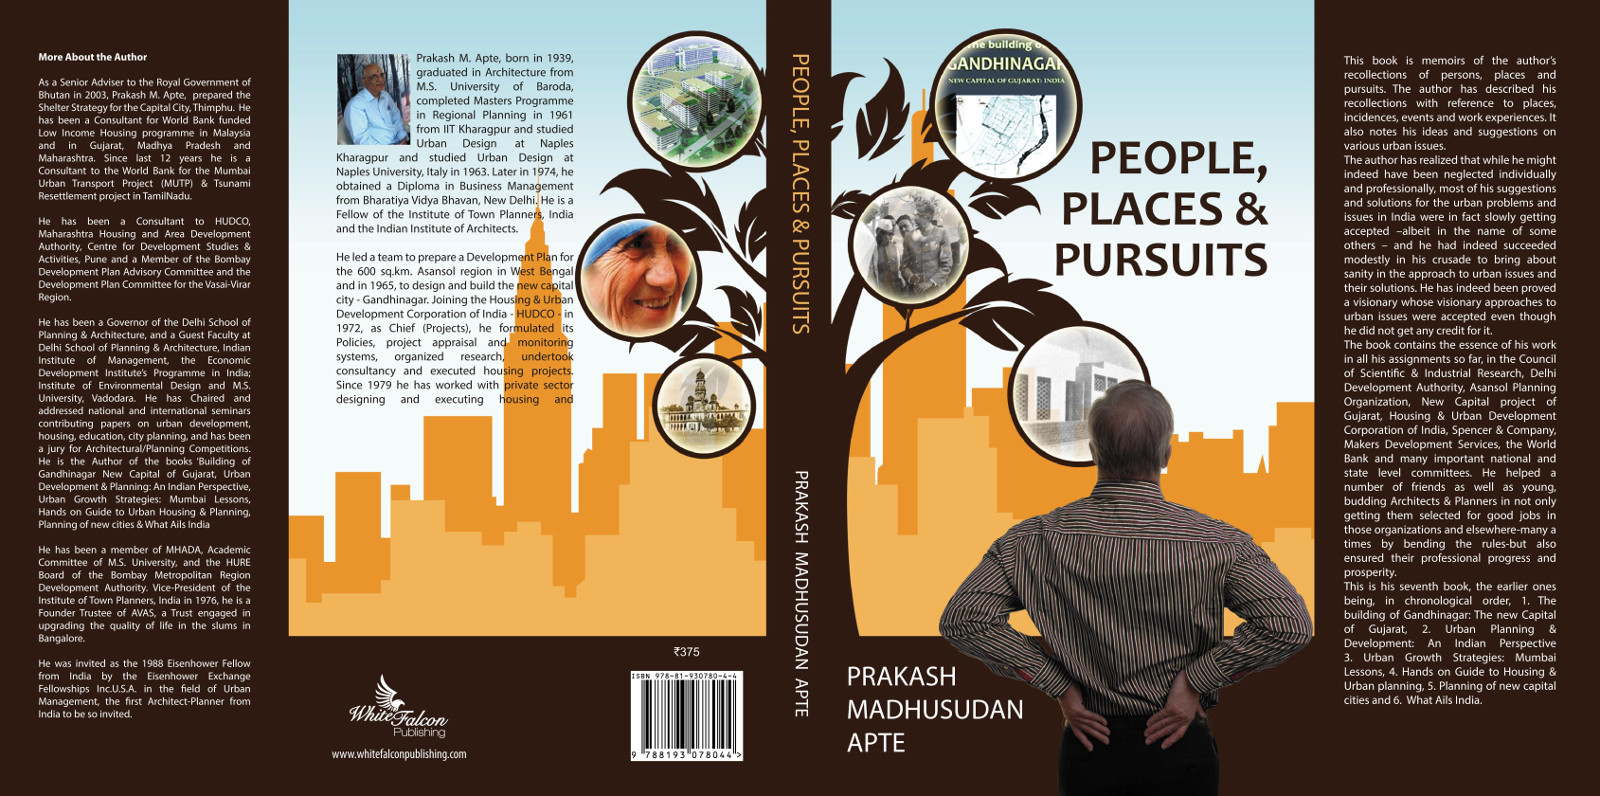 More About the Author
As a Senior Adviser to the Royal Government of
Bhutan in 2003, Prakash M. Apte, prepared the
Shelter Strategy for the Capital City, Thimphu. He
has been a Consultant for World Bank funded
Low Income Housing programme in Malaysia
and in Gujarat, Madhya Pradesh and
Maharashtra. Since last 12 years he is a
Consultant to the World Bank for the Mumbai
Urban Transport Project (MUTP) & Tsunami
Resettlement project in TamilNadu.
He has been a Consultant to HUDCO,
Maharashtra Housing and Area Development
Authority, Centre for Development Studies &
Activities, Pune and a Member of the Bombay
Development Plan Advisory Committee and the
Development Plan Committee for the Vasai-Virar
Region.
He has been a Governor of the Delhi School of
Planning & Architecture, and a Guest Faculty at
Delhi School of Planning & Architecture, Indian
Institute of Management, the Economic
Development Institute's Programme in India;
Institute of Environmental Design and M.S.
University, Vadodara. He has Chaired and
addressed national and international seminars
contributing papers on urban development,
housing, education, city planning, and has been
a jury for Architectural/Planning Competitions.
He is the Author of the books 'Building of
Gandhinagar New Capital of Gujarat, Urban
Development & Planning: An Indian Perspective,
Urban Growth Strategies: Mumbai Lessons,
Hands on Guide to Urban Housing & Planning,
Planning of new cities & What Ails India
He has been a member of MHADA, Academic
Committee of M.S. University, and the HURE
Board of the Bombay Metropolitan Region
Development Authority. Vice-President of the
Institute of Town Planners, India in 1976, he is a
Founder Trustee of AVAS, a Trust engaged in
upgrading the quality of life in the slums in
Bangalore.
He was invited as the 1988 Eisenhower Fellow
from India by the Eisenhower Exchange
Fellowships Inc.U.S.A. in the field of Urban
Management, the first Architect-Planner from
India to be so invited.
Prakash M. Apte, born in 1939,
graduated in Architecture from
M.S. University of Baroda,
completed Masters Programme
in Regional Planning in 1961
from IIT Kharagpur and studied
Urban Design at Naples
Kharagpur and studied Urban Design at
Naples University, Italy in 1963. Later in 1974, he
obtained a Diploma in Business Management
from Bharatiya Vidya Bhavan, New Delhi. He is a
Fellow of the Institute of Town Planners, India
and the Indian Institute of Architects.
He led a team to prepare a Development Plan for
the 600 sq.km. Asansol region in West Bengal
and in 1965, to design and build the new capital
city - Gandhinagar. Joining the Housing & Urban
Development Corporation of India - HUDCO - in
1972, as Chief (Projects), he formulated its
Policies, project appraisal and monitoring
systems, organized research, undertook
consultancy and executed housing projects.
Since 1979 he has worked with private sector
designing and executing housing and
White Falcon
Publishing
www.whitefalconpublishing.com
₹375
ISBN 978-81-930780-4-4
9 788193 078044 >
PEOPLE, PLACES & PURSUITS
PRAKASH MADHUSUDAN APTE
The building o
GANDHINAGAR
NEW CAPITAL OF GUJARAT: INDIA
PEOPLE,
PLACES &
PURSUITS
PRAKASH
MADHUSUDAN
APTE
This book is memoirs of the author's
recollections of persons, places and
pursuits. The author has described his
recollections with reference to places,
incidences, events and work experiences. It
also notes his ideas and suggestions on
various urban issues.
The author has realized that while he might
indeed have been neglected individually
and professionally, most of his suggestions
and solutions for the urban problems and
issues in India were in fact slowly getting
accepted –albeit in the name of some
others – and he had indeed succeeded
modestly in his crusade to bring about
sanity in the approach to urban issues and
their solutions. He has indeed been proved
a visionary whose visionary approaches to
urban issues were accepted even though
he did not get any credit for it.
The book contains the essence of his work
in all his assignments so far, in the Council
of Scientific & Industrial Research, Delhi
Development Authority, Asansol Planning
Organization, New Capital project of
Gujarat, Housing & Urban Development
Corporation of India, Spencer & Company,
Makers Development Services, the World
Bank and many important national and
state level committees. He helped a
number of friends as well as young,
budding Architects & Planners in not only
getting them selected for good jobs in
those organizations and elsewhere-many a
times by bending the rules-but also
ensured their professional progress and
prosperity.
This is his seventh book, the earlier ones
being, in chronological order, 1. The
building of Gandhinagar: The new Capital
of Gujarat, 2. Urban Planning &
Development: An Indian Perspective
3. Urban Growth Strategies: Mumbai
Lessons, 4. Hands on Guide to Housing &
Urban planning, 5. Planning of new capital
cities and 6. What Ails India.